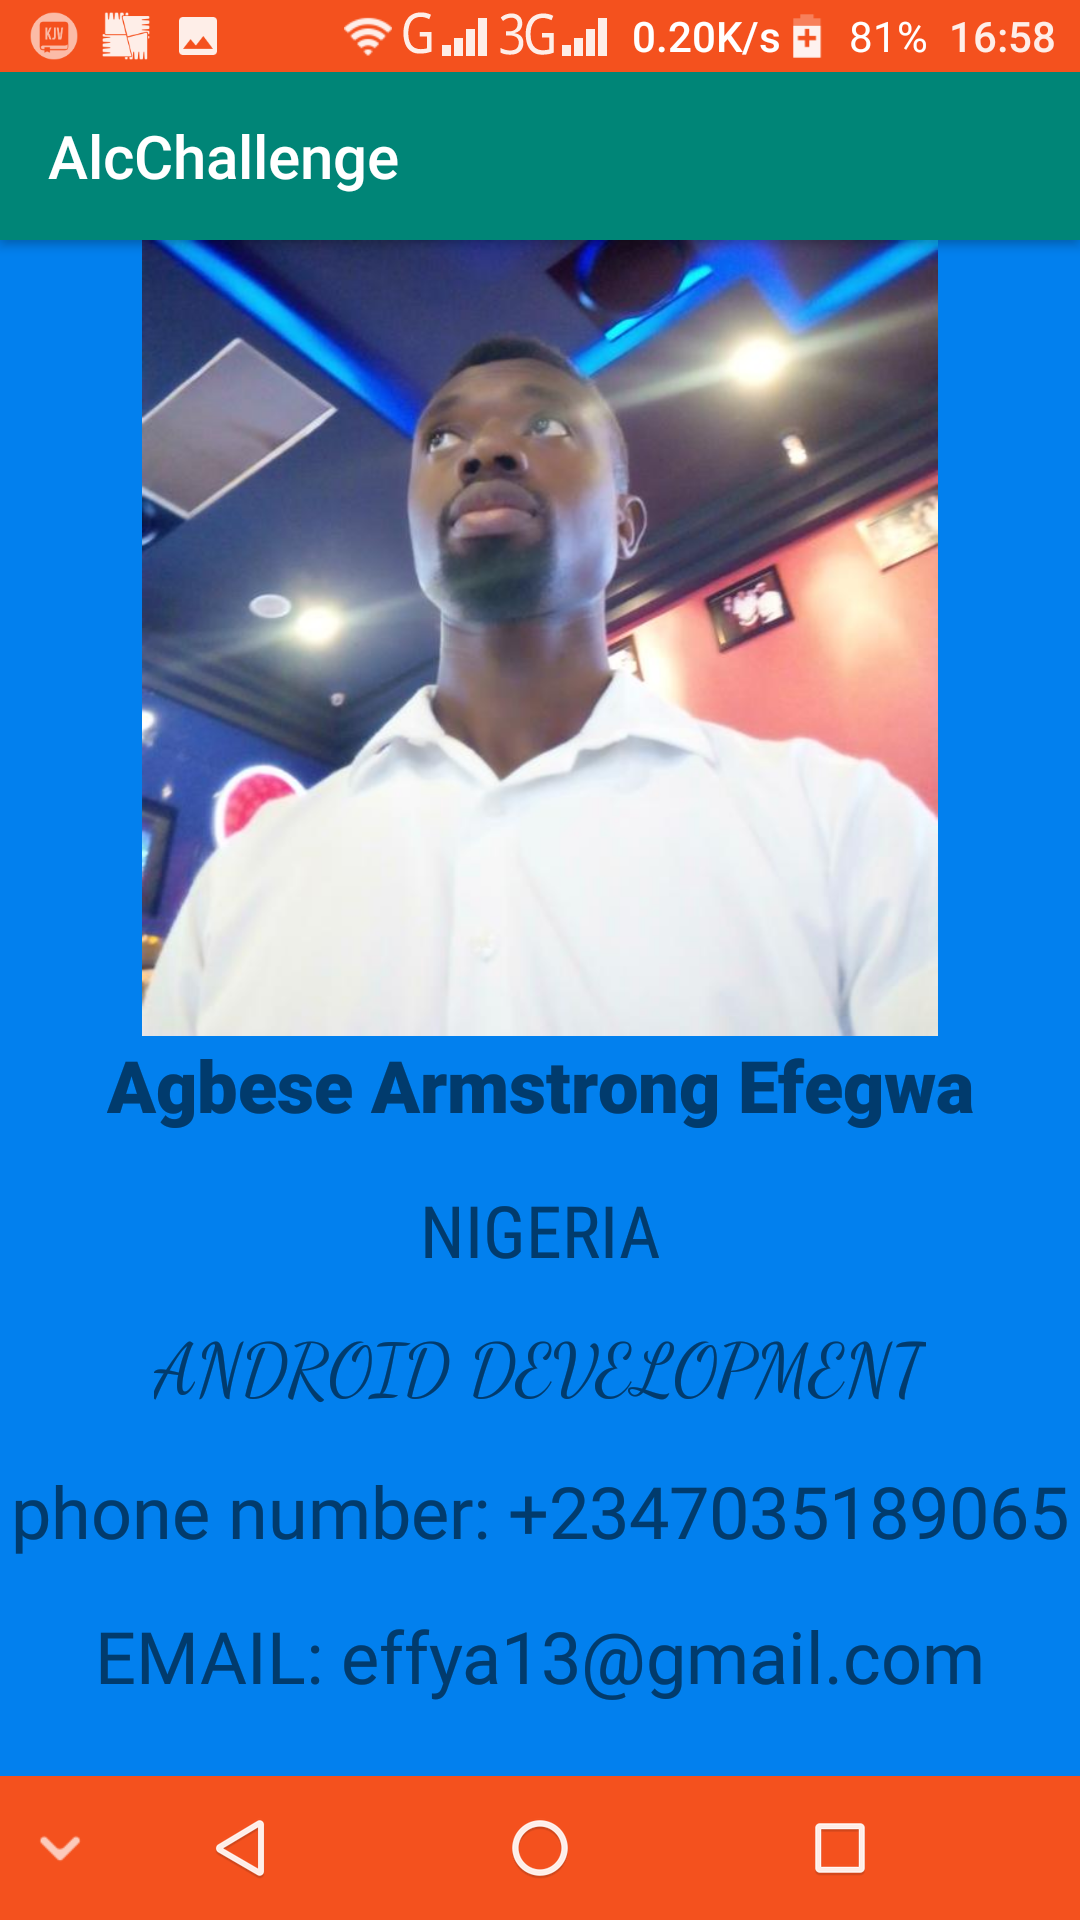 KJV G 3G 0.20K/s 81% 16:58
AlcChallenge
Agbese Armstrong Efegwa
NIGERIA
ANDROID DEVELOPMENT
phone number: +2347035189065
EMAIL: effya13@gmail.com